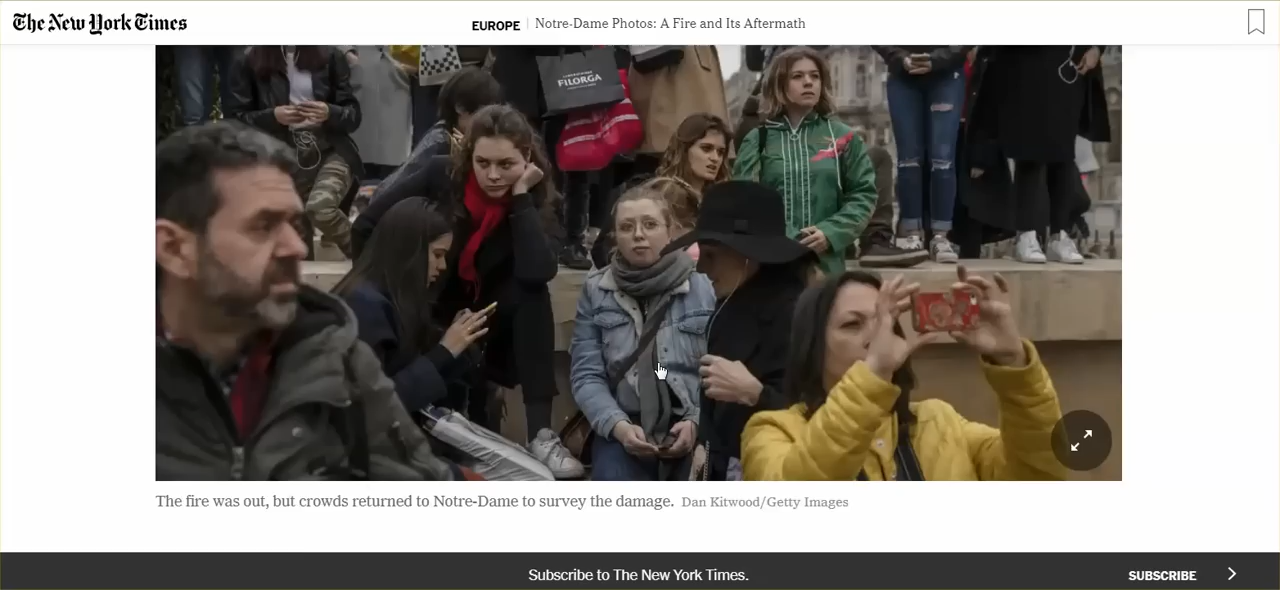 The New York Times
EUROPE | Notre-Dame Photos: A Fire and Its Aftermath
FILORGA
The fire was out, but crowds returned to Notre-Dame to survey the damage. Dan Kitwood/Getty Images
Subscribe to The New York Times.
SUBSCRIBE